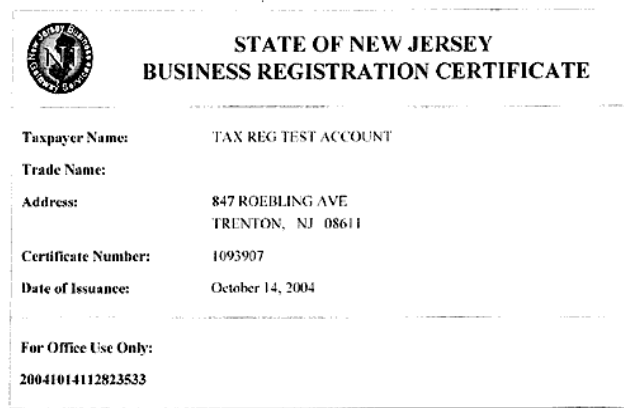 STATE OF NEW JERSEY
BUSINESS REGISTRATION CERTIFICATE
Taxpayer Name: TAX REG TEST ACCOUNT
Trade Name:
Address: 847 ROEBLING AVE
TRENTON, NJ 08611
Certificate Number: 1093907
Date of Issuance: October 14, 2004
For Office Use Only:
20041014112823533